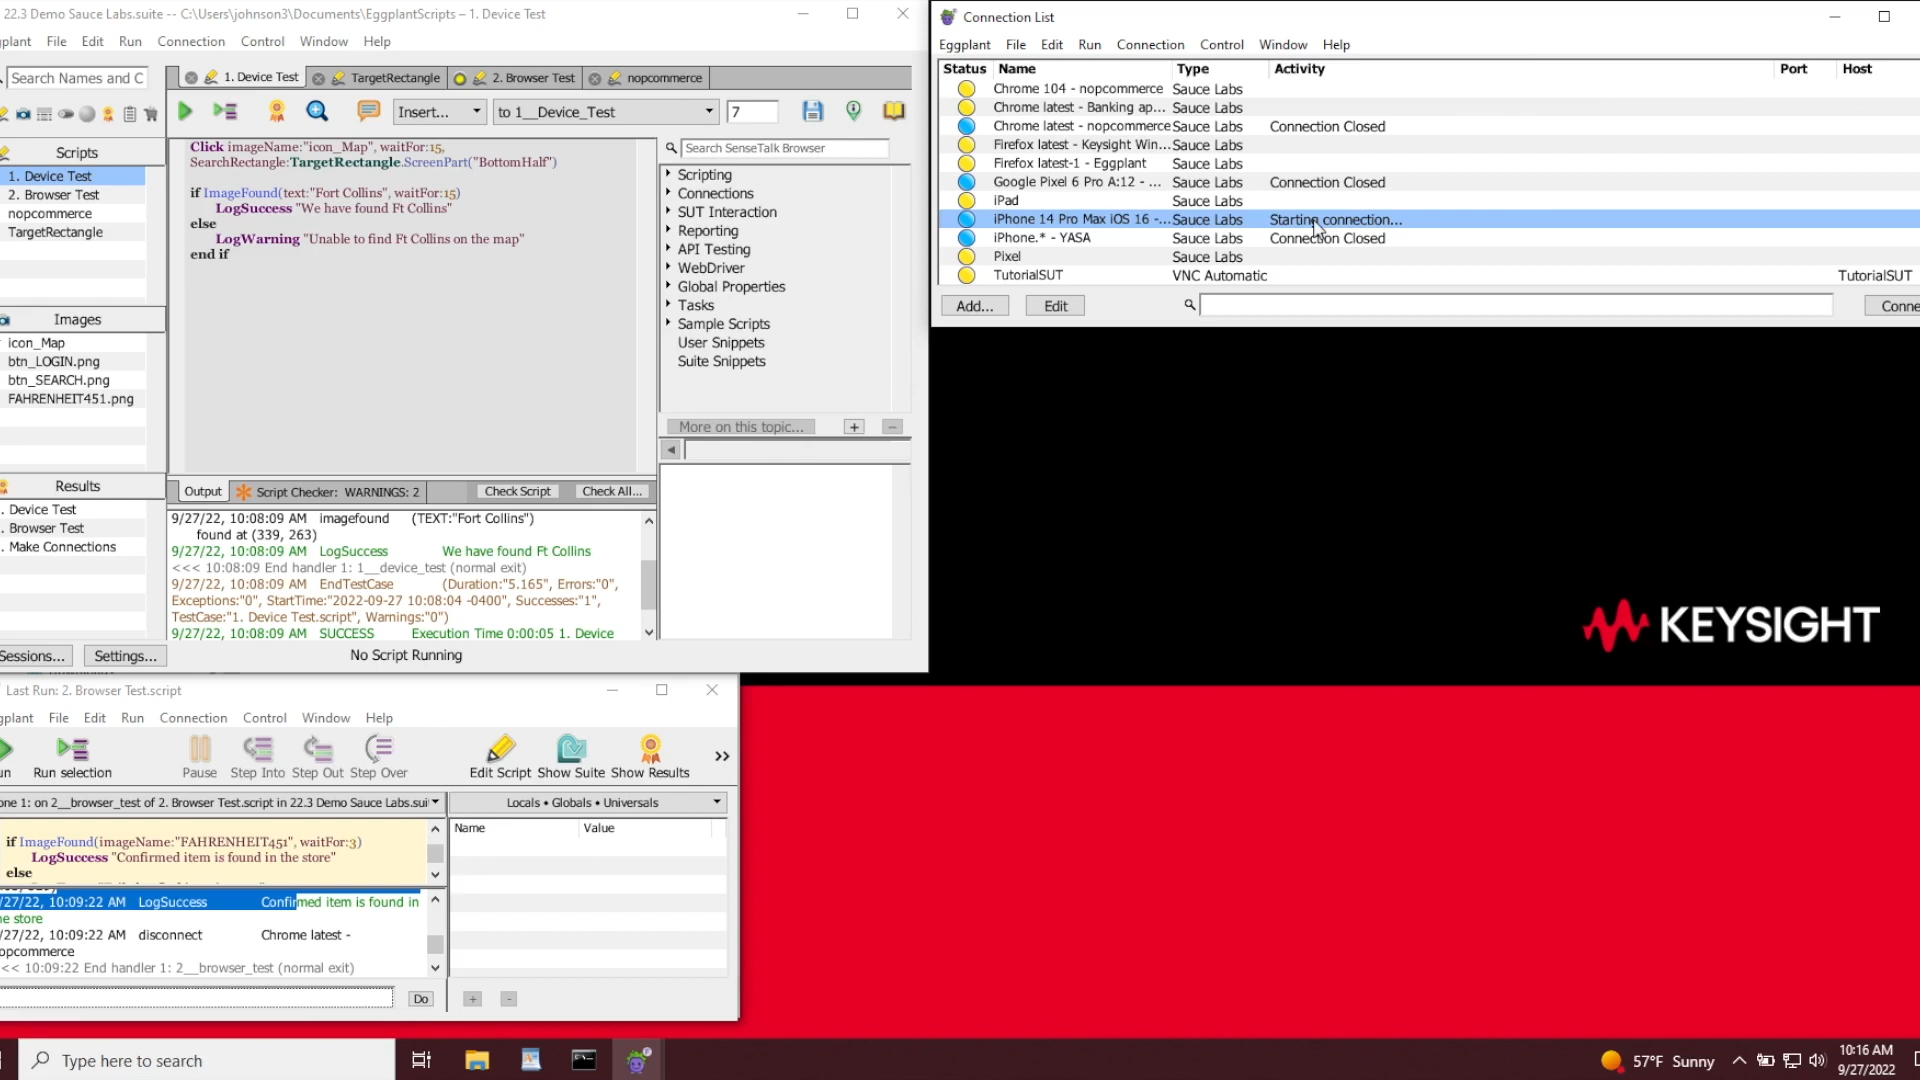 22.3 Demo Sauce Labs.suite -- C:\Users\johnson3\Documents\EggplantScripts – 1. Device Test
plant File Edit Run Connection Control Window Help
Search Names and C
1. Device Test TargetRectangle 2. Browser Test nopcommerce
Insert... to 1__Device_Test 7
Scripts
1. Device Test
2. Browser Test
nopcommerce
TargetRectangle
Images
icon_Map
btn_LOGIN.png
btn_SEARCH.png
FAHRENHEIT451.png
Results
. Device Test
. Browser Test
. Make Connections
Sessions... Settings...
Click imageName:"icon_Map", waitFor:15,
SearchRectangle:TargetRectangle.ScreenPart("BottomHalf")
if ImageFound(text:"Fort Collins", waitFor:15)
LogSuccess "We have found Ft Collins"
else
LogWarning "Unable to find Ft Collins on the map"
end if
Search SenseTalk Browser
Scripting
Connections
SUT Interaction
Reporting
API Testing
WebDriver
Global Properties
Tasks
Sample Scripts
User Snippets
Suite Snippets
More on this topic... + –
Output Script Checker: WARNINGS: 2 Check Script Check All...
9/27/22, 10:08:09 AM imagefound (TEXT:"Fort Collins")
found at (339, 263)
9/27/22, 10:08:09 AM LogSuccess We have found Ft Collins
<<< 10:08:09 End handler 1: 1__device_test (normal exit)
9/27/22, 10:08:09 AM EndTestCase (Duration:"5.165", Errors:"0",
Exceptions:"0", StartTime:"2022-09-27 10:08:04 -0400", Successes:"1",
TestCase:"1. Device Test.script", Warnings:"0")
9/27/22, 10:08:09 AM SUCCESS Execution Time 0:00:05 1. Device
No Script Running
Connection List
Eggplant File Edit Run Connection Control Window Help
Status Name Type Activity Port Host
Chrome 104 - nopcommerce Sauce Labs
Chrome latest - Banking ap... Sauce Labs
Chrome latest - nopcommerce Sauce Labs Connection Closed
Firefox latest - Keysight Win... Sauce Labs
Firefox latest-1 - Eggplant Sauce Labs
Google Pixel 6 Pro A:12 - ... Sauce Labs Connection Closed
iPad Sauce Labs
iPhone 14 Pro Max iOS 16 -... Sauce Labs Starting connection...
iPhone.* - YASA Sauce Labs Connection Closed
Pixel Sauce Labs
TutorialSUT VNC Automatic TutorialSUT
Add... Edit Conne
KEYSIGHT
Last Run: 2. Browser Test.script
gplant File Edit Run Connection Control Window Help
un Run selection Pause Step Into Step Out Step Over Edit Script Show Suite Show Results
one 1: on 2__browser_test of 2. Browser Test.script in 22.3 Demo Sauce Labs.sui
Locals • Globals • Universals
Name Value
if ImageFound(imageName:"FAHRENHEIT451", waitFor:3)
LogSuccess "Confirmed item is found in the store"
else
/27/22, 10:09:22 AM LogSuccess Confirmed item is found in
he store
/27/22, 10:09:22 AM disconnect Chrome latest -
opcommerce
<< 10:09:22 End handler 1: 2__browser_test (normal exit)
Do + -
Type here to search
57°F Sunny
10:16 AM
9/27/2022